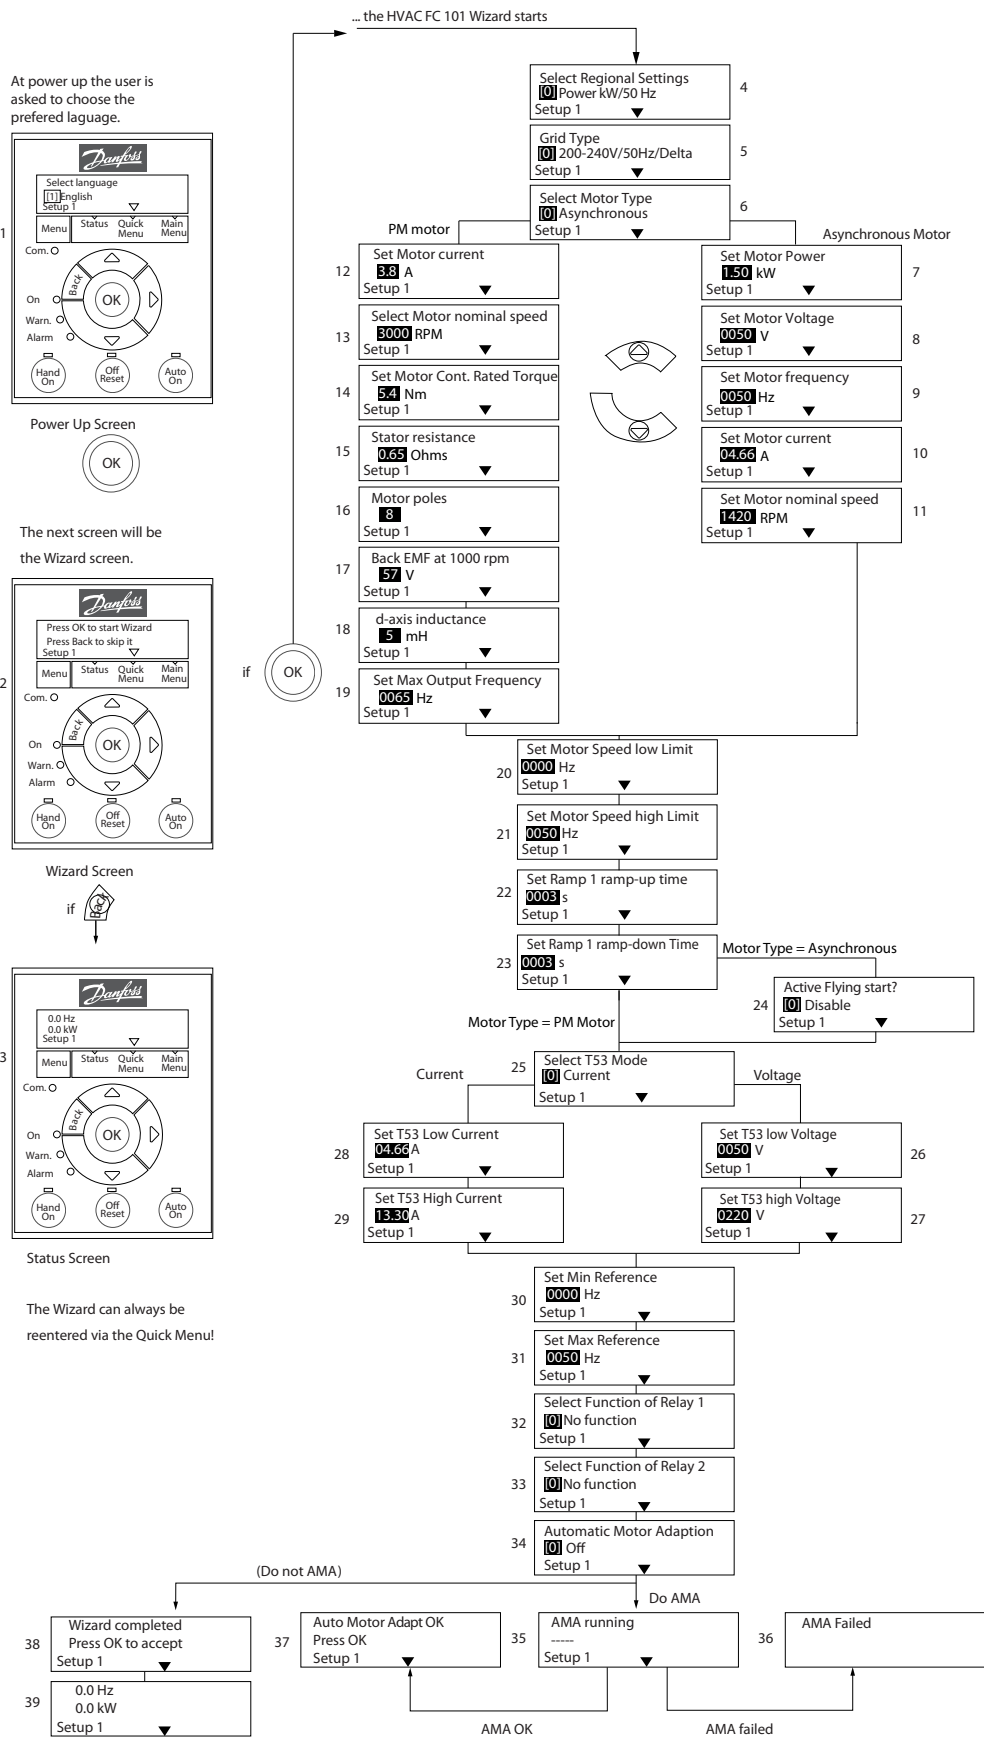 ... the HVAC FC 101 Wizard starts
At power up the user is
asked to choose the
prefered laguage.
1
Danfoss
Select language
[1] English
Setup 1
Menu
Status
Quick
Menu
Main
Menu
Com.
Back
OK
On
Warn.
Alarm
Hand
On
Off
Reset
Auto
On
Power Up Screen
OK
The next screen will be
the Wizard screen.
2
Danfoss
Press OK to start Wizard
Press Back to skip it
Setup 1
Menu
Status
Quick
Menu
Main
Menu
Com.
Back
OK
On
Warn.
Alarm
Hand
On
Off
Reset
Auto
On
Wizard Screen
if
Back
if
OK
3
Danfoss
0.0 Hz
0.0 kW
Setup 1
Menu
Status
Quick
Menu
Main
Menu
Com.
Back
OK
On
Warn.
Alarm
Hand
On
Off
Reset
Auto
On
Status Screen
The Wizard can always be
reentered via the Quick Menu!
4
Select Regional Settings
[0] Power kW/50 Hz
Setup 1
5
Grid Type
[0] 200-240V/50Hz/Delta
Setup 1
6
Select Motor Type
[0] Asynchronous
Setup 1
PM motor
Asynchronous Motor
12
Set Motor current
3.8 A
Setup 1
13
Select Motor nominal speed
3000 RPM
Setup 1
14
Set Motor Cont. Rated Torque
5.4 Nm
Setup 1
15
Stator resistance
0.65 Ohms
Setup 1
16
Motor poles
8
Setup 1
17
Back EMF at 1000 rpm
57 V
Setup 1
18
d-axis inductance
5 mH
Setup 1
19
Set Max Output Frequency
0065 Hz
Setup 1
7
Set Motor Power
1.50 kW
Setup 1
8
Set Motor Voltage
0050 V
Setup 1
9
Set Motor frequency
0050 Hz
Setup 1
10
Set Motor current
04.66 A
Setup 1
11
Set Motor nominal speed
1420 RPM
Setup 1
20
Set Motor Speed low Limit
0000 Hz
Setup 1
21
Set Motor Speed high Limit
0050 Hz
Setup 1
22
Set Ramp 1 ramp-up time
0003 s
Setup 1
23
Set Ramp 1 ramp-down Time
0003 s
Setup 1
Motor Type = Asynchronous
24
Active Flying start?
[0] Disable
Setup 1
Motor Type = PM Motor
25
Select T53 Mode
[0] Current
Setup 1
Current
Voltage
28
Set T53 Low Current
04.66 A
Setup 1
29
Set T53 High Current
13.30 A
Setup 1
26
Set T53 low Voltage
0050 V
Setup 1
27
Set T53 high Voltage
0220 V
Setup 1
30
Set Min Reference
0000 Hz
Setup 1
31
Set Max Reference
0050 Hz
Setup 1
32
Select Function of Relay 1
[0] No function
Setup 1
33
Select Function of Relay 2
[0] No function
Setup 1
34
Automatic Motor Adaption
[0] Off
Setup 1
(Do not AMA)
Do AMA
38
Wizard completed
Press OK to accept
Setup 1
39
0.0 Hz
0.0 kW
Setup 1
37
Auto Motor Adapt OK
Press OK
Setup 1
35
AMA running
-----
Setup 1
36
AMA Failed
AMA OK
AMA failed